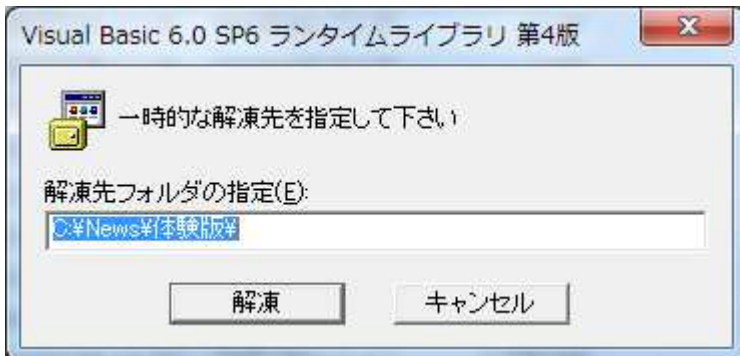 Visual Basic 6.0 SP6 ランタイムライブラリ 第4版
一時的な解凍先を指定して下さい
解凍先フォルダの指定(E):
C:¥News¥体験版¥
解凍
キャンセル